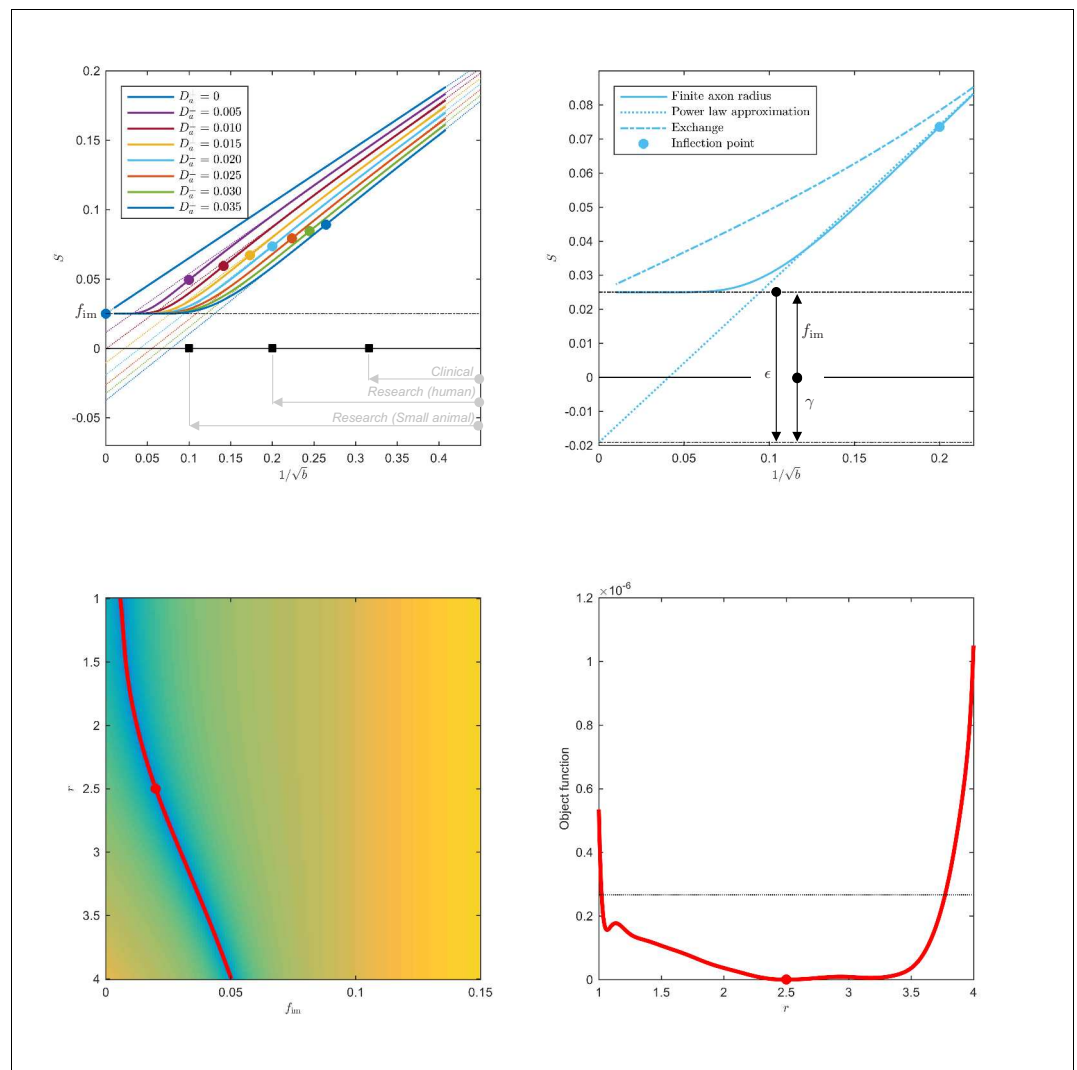 0.2
0.15
0.1
0.05
0
-0.05
S
f_im
D_a^⊥ = 0
D_a^⊥ = 0.005
D_a^⊥ = 0.010
D_a^⊥ = 0.015
D_a^⊥ = 0.020
D_a^⊥ = 0.025
D_a^⊥ = 0.030
D_a^⊥ = 0.035
Clinical
Research (human)
Research (Small animal)
0 0.05 0.1 0.15 0.2 0.25 0.3 0.35 0.4
1/√b
0.08
0.07
0.06
0.05
0.04
0.03
0.02
0.01
0
-0.01
-0.02
S
Finite axon radius
Power law approximation
Exchange
Inflection point
f_im
ϵ
γ
0 0.05 0.1 0.15 0.2
1/√b
1
1.5
2
2.5
3
3.5
4
r
0 0.05 0.1 0.15
f_im
×10^-6
1.2
1
0.8
0.6
0.4
0.2
0
Object function
1 1.5 2 2.5 3 3.5 4
r